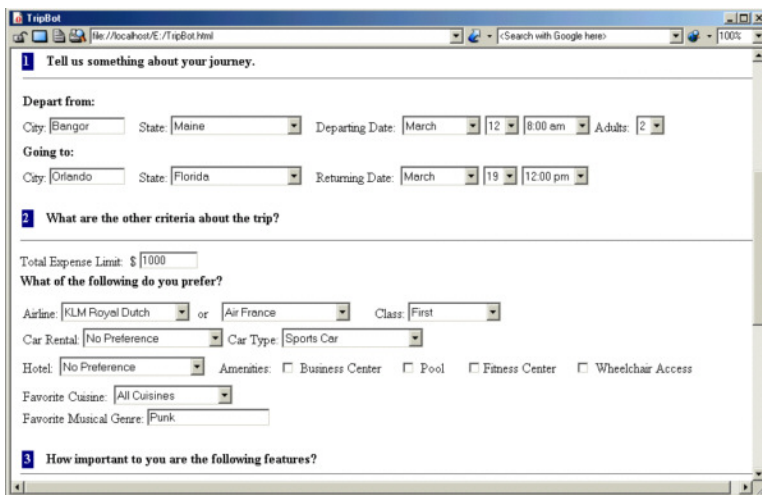 TripBot
file://localhost/E:/TripBot.html <Search with Google here> 100%
1 Tell us something about your journey.
Depart from:
City: Bangor State: Maine Departing Date: March 12 8:00 am Adults: 2
Going to:
City: Orlando State: Florida Returning Date: March 19 12:00 pm
2 What are the other criteria about the trip?
Total Expense Limit: $ 1000
What of the following do you prefer?
Airline: KLM Royal Dutch or Air France Class: First
Car Rental: No Preference Car Type: Sports Car
Hotel: No Preference Amenities: Business Center Pool Fitness Center Wheelchair Access
Favorite Cuisine: All Cuisines
Favorite Musical Genre: Punk
3 How important to you are the following features?